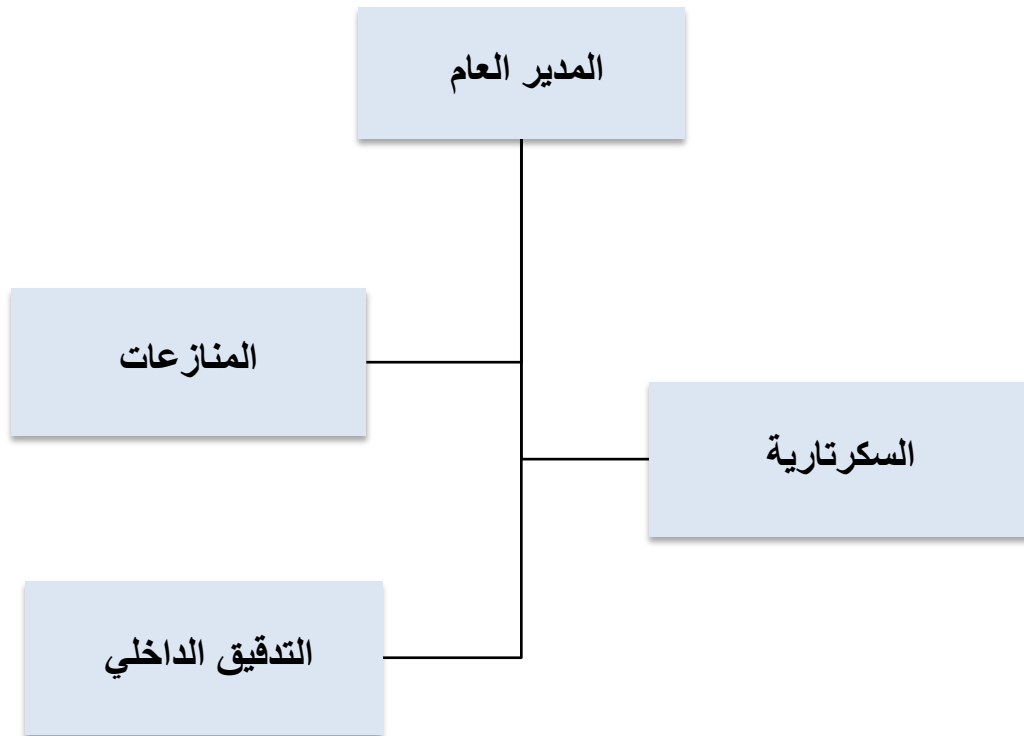 المدير العام
المنازعات
السكرتارية
التدقيق الداخلي